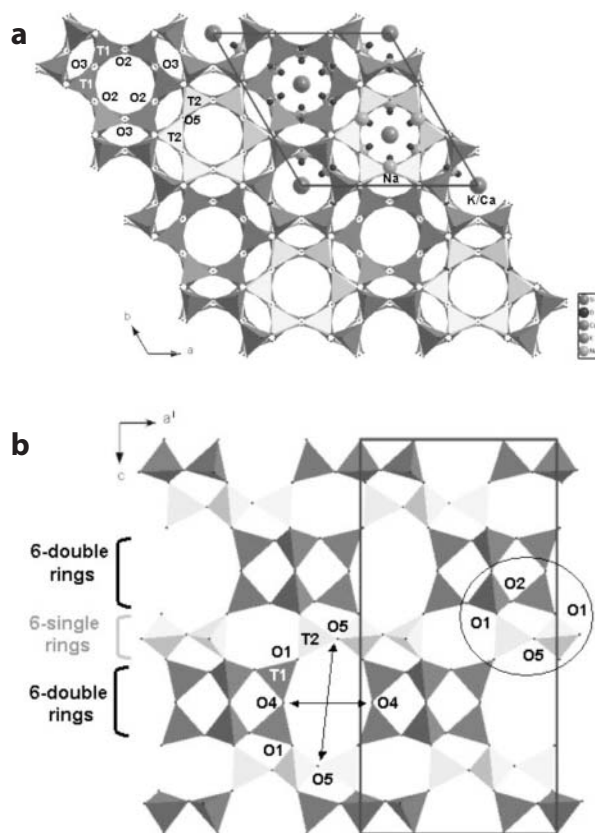 a
T1
O2
O3
O3
T1
O2
O2
T2
O5
O3
T2
Na
K/Ca
b
a
b
a'
c
6-double
rings
O2
O1
O1
6-single
rings
O5
T2
O5
O1
T1
6-double
rings
O4
O4
O1
O5